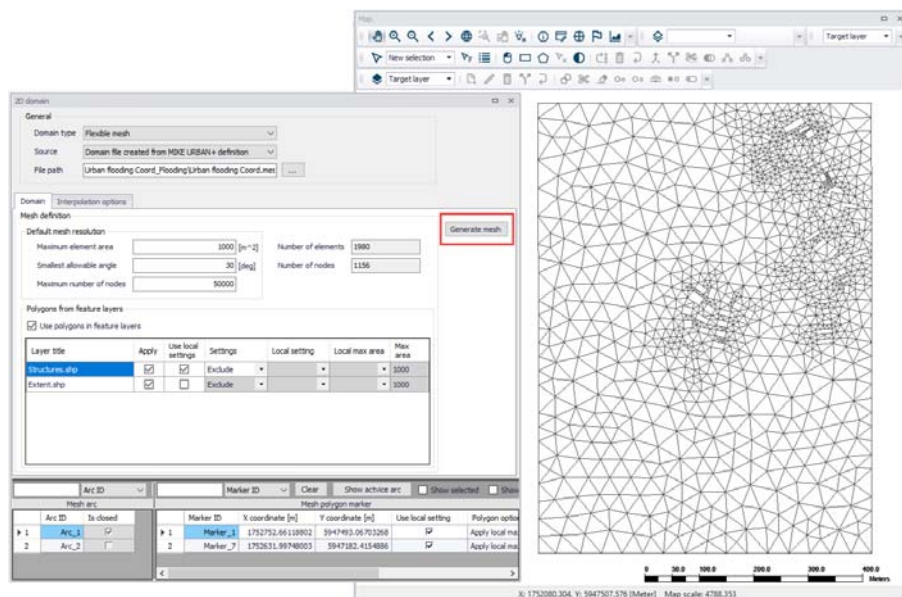 Map
New selection
Target layer
Target layer
2D domain
General
Domain type Flexible mesh
Source Domain file created from MIKE URBAN+ definition
File path Urban flooding Coord_Flooding\Urban flooding Coord.mes ...
Domain Interpolation options
Mesh definition
Generate mesh
Default mesh resolution
Maximum element area 1000 [m^2] Number of elements 1980
Smallest allowable angle 30 [deg] Number of nodes 1156
Maximum number of nodes 50000
Polygons from feature layers
Use polygons in feature layers
Layer title Apply Use local settings Settings Local setting Local max area Max area
Structures.shp Exclude 1000
Extent.shp Exclude 1000
Arc ID Marker ID Clear Show actvice arc Show selected Show
Mesh arc Mesh polygon marker
Arc ID Is closed Marker ID X coordinate [m] Y coordinate [m] Use local setting Polygon optio
1 Arc_1 1 Marker_1 1752752.66118802 5947493.06703268 Apply local ma
2 Arc_2 2 Marker_7 1752631.99748003 5947182.4154886 Apply local ma
0 50.0 100.0 200.0 300.0 400.0
Meters
X: 1752080.304, Y: 5947507.576 [Meter] Map scale: 4788.353